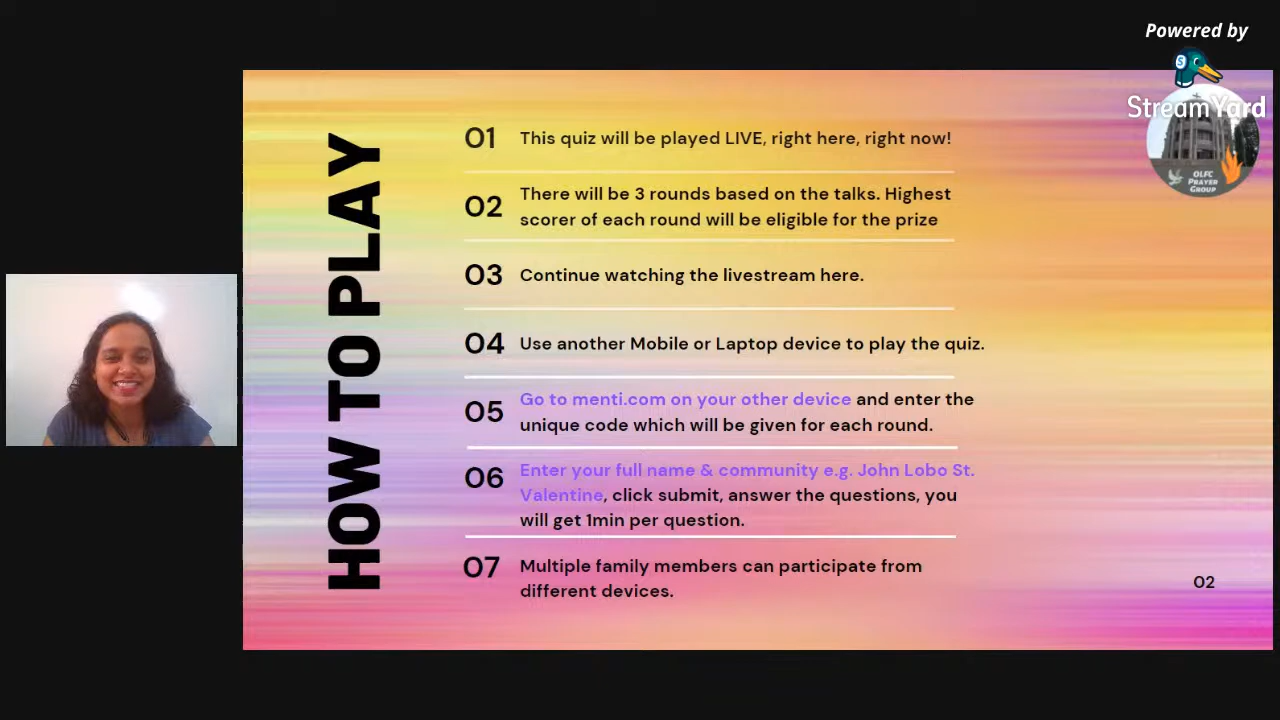 Powered by
StreamYard
OLFC
PRAYER
GROUP
HOW TO PLAY
01
This quiz will be played LIVE, right here, right now!
02
There will be 3 rounds based on the talks. Highest
scorer of each round will be eligible for the prize
03
Continue watching the livestream here.
04
Use another Mobile or Laptop device to play the quiz.
05
Go to menti.com on your other device and enter the
unique code which will be given for each round.
06
Enter your full name & community e.g. John Lobo St.
Valentine, click submit, answer the questions, you
will get 1min per question.
07
Multiple family members can participate from
different devices.
02